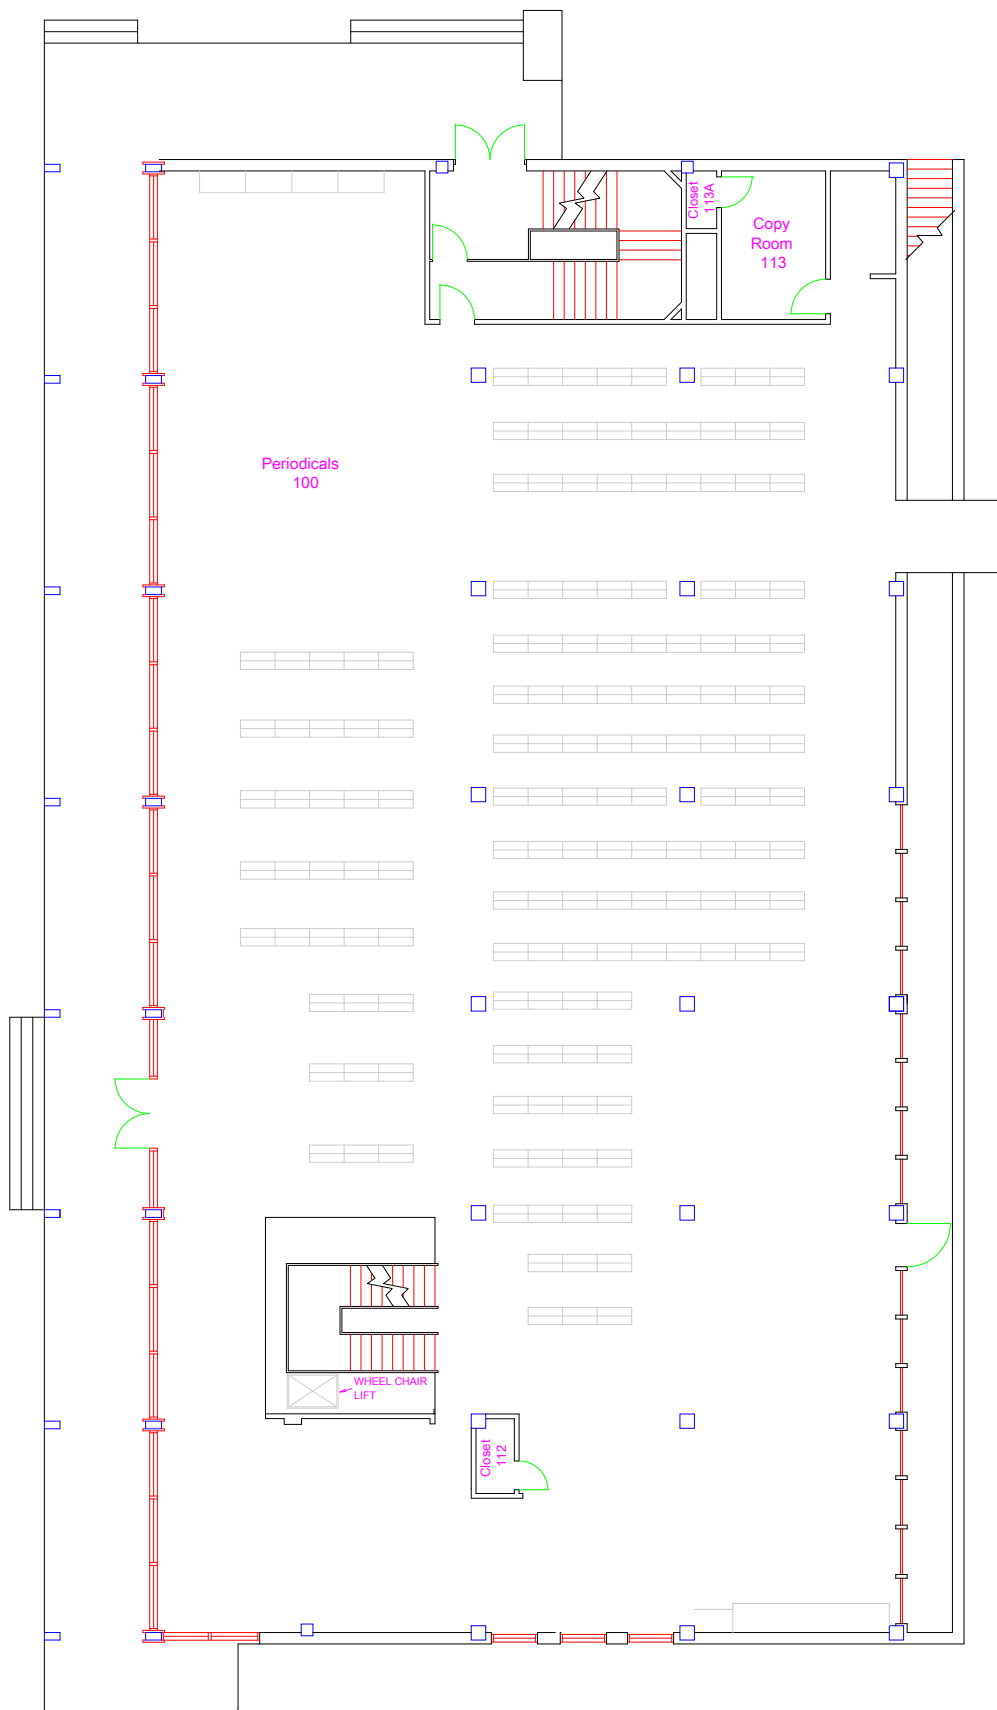 Closet
113A
Copy
Room
113
Periodicals
100
WHEEL CHAIR
LIFT
Closet
112